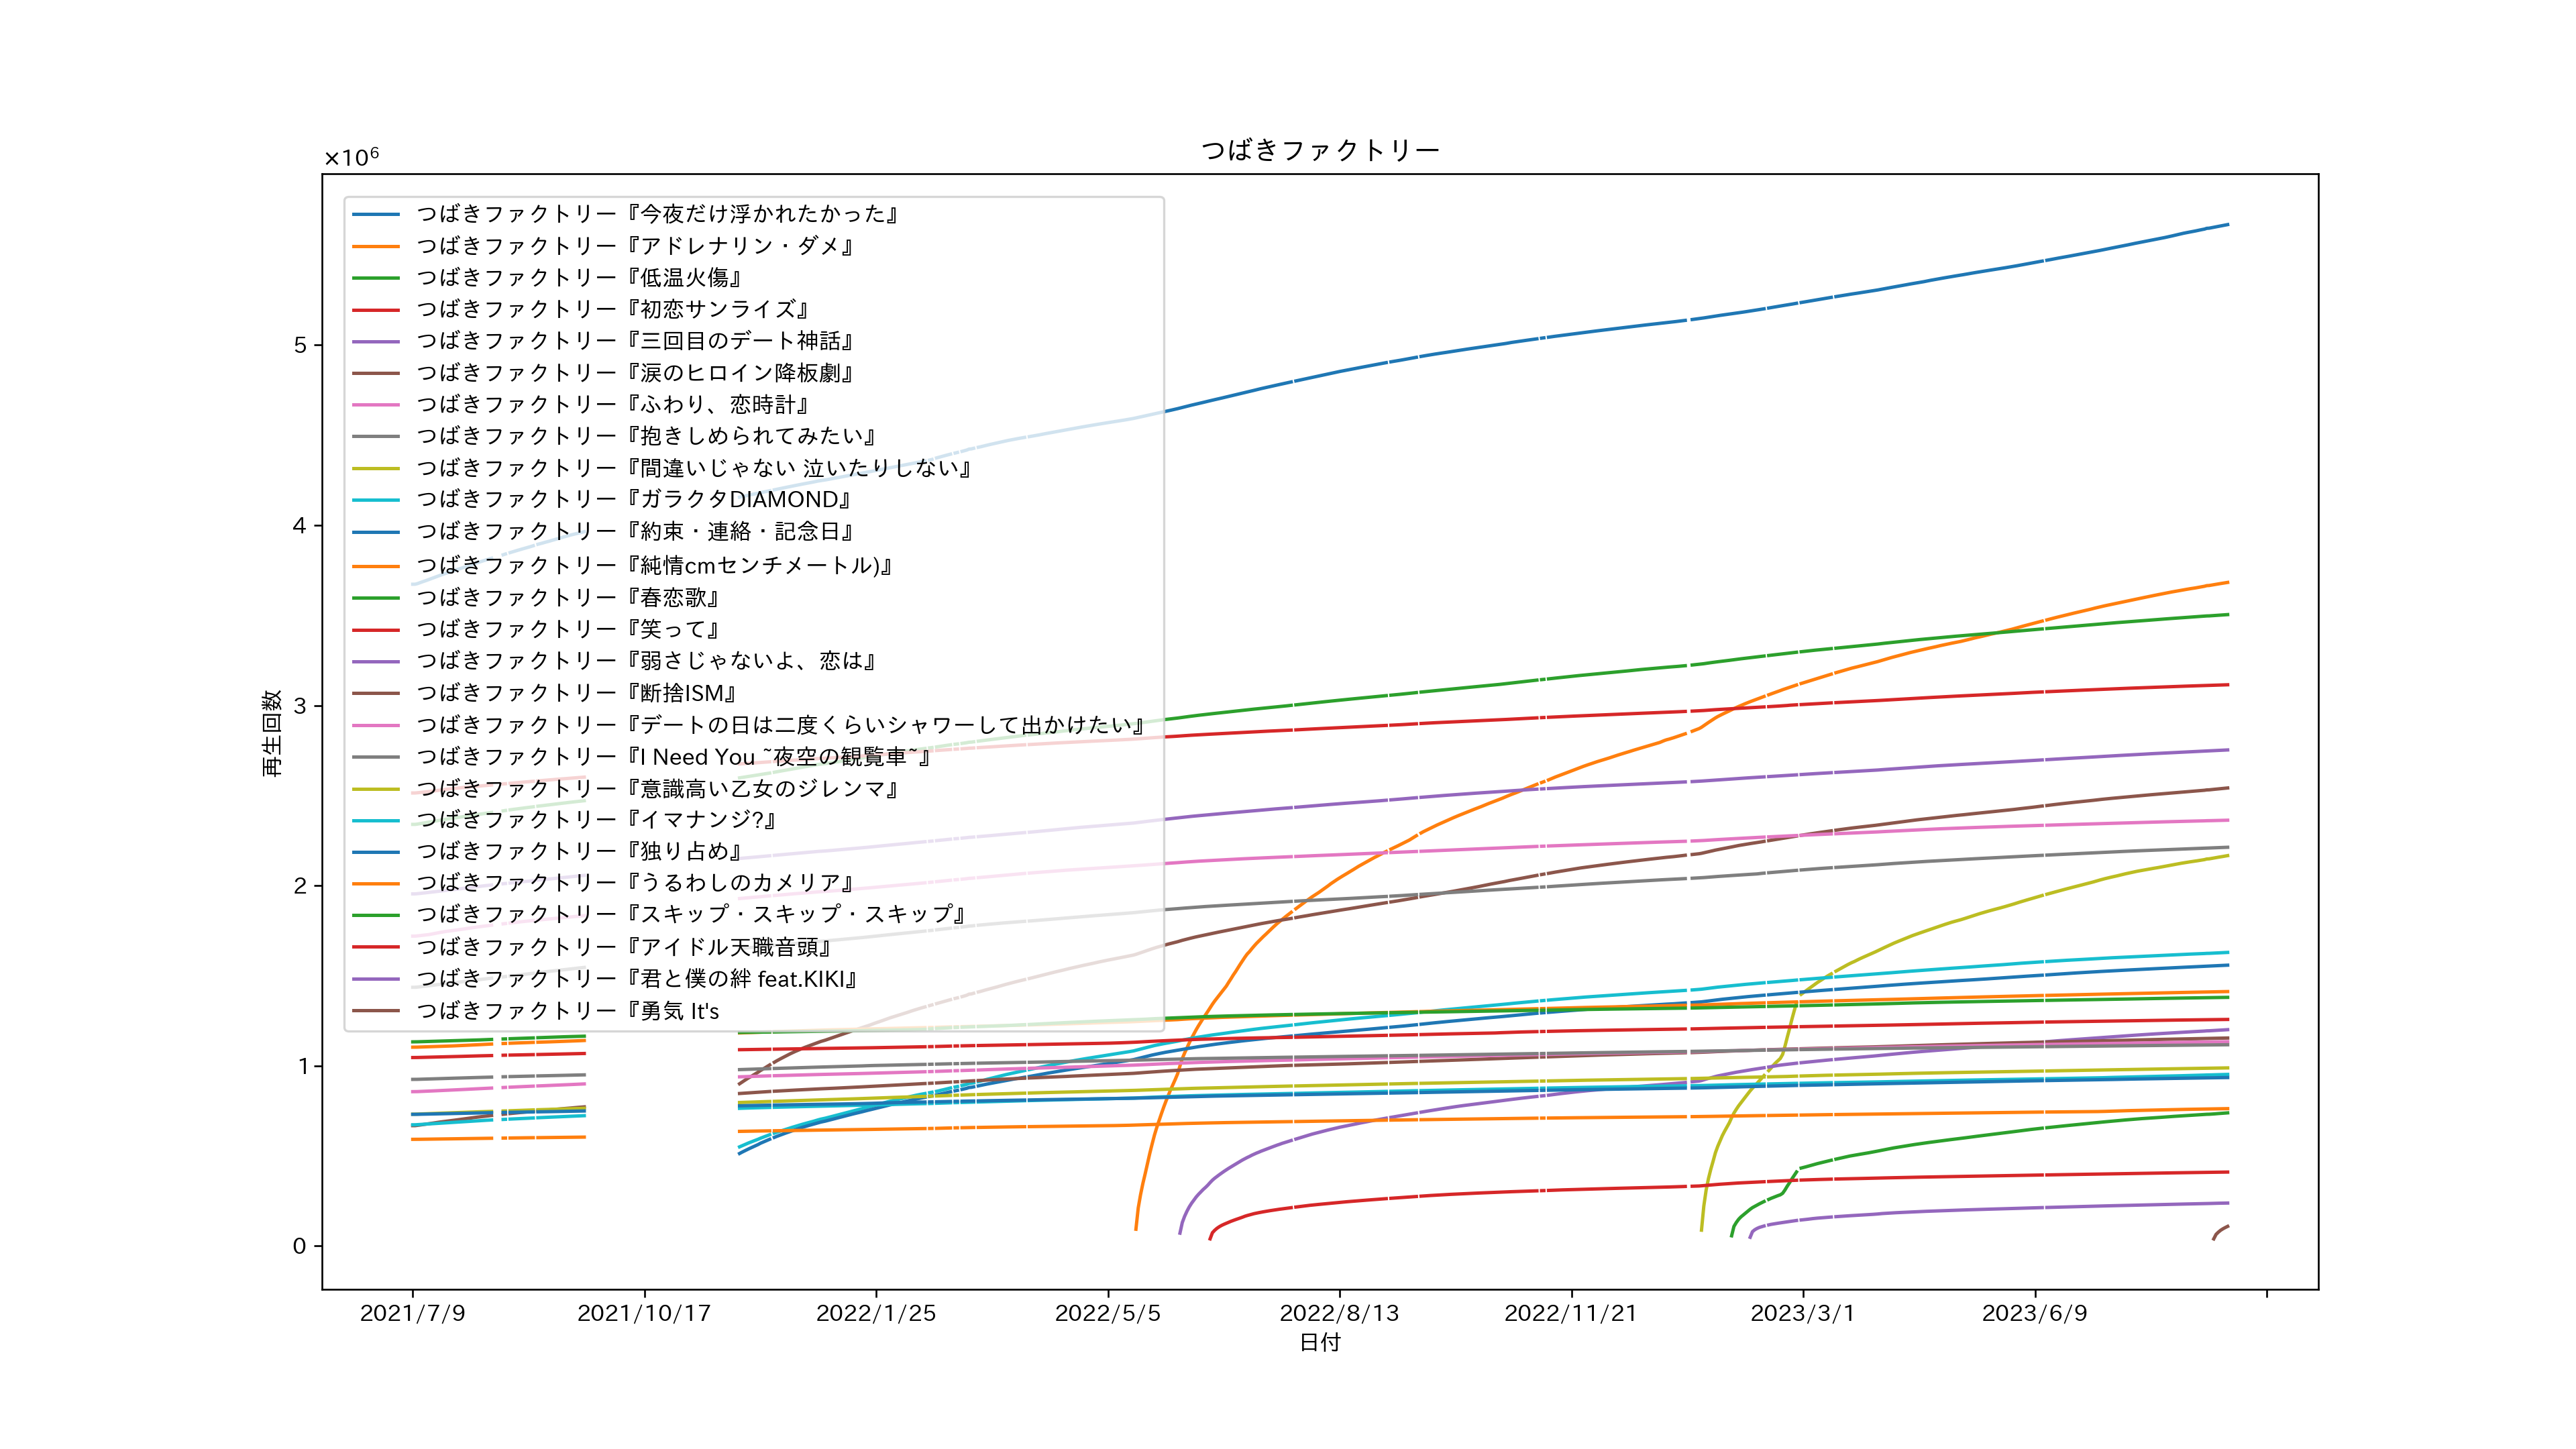 つばきファクトリー
×10⁶
つばきファクトリー『今夜だけ浮かれたかった』
つばきファクトリー『アドレナリン・ダメ』
つばきファクトリー『低温火傷』
つばきファクトリー『初恋サンライズ』
つばきファクトリー『三回目のデート神話』
つばきファクトリー『涙のヒロイン降板劇』
つばきファクトリー『ふわり、恋時計』
つばきファクトリー『抱きしめられてみたい』
つばきファクトリー『間違いじゃない 泣いたりしない』
つばきファクトリー『ガラクタDIAMOND』
つばきファクトリー『約束・連絡・記念日』
つばきファクトリー『純情cmセンチメートル)』
つばきファクトリー『春恋歌』
つばきファクトリー『笑って』
つばきファクトリー『弱さじゃないよ、恋は』
つばきファクトリー『断捨ISM』
つばきファクトリー『デートの日は二度くらいシャワーして出かけたい』
つばきファクトリー『I Need You ~夜空の観覧車~』
つばきファクトリー『意識高い乙女のジレンマ』
つばきファクトリー『イマナンジ?』
つばきファクトリー『独り占め』
つばきファクトリー『うるわしのカメリア』
つばきファクトリー『スキップ・スキップ・スキップ』
つばきファクトリー『アイドル天職音頭』
つばきファクトリー『君と僕の絆 feat.KIKI』
つばきファクトリー『勇気 It's
再生回数
5
4
3
2
1
0
2021/7/9
2021/10/17
2022/1/25
2022/5/5
2022/8/13
2022/11/21
2023/3/1
2023/6/9
日付